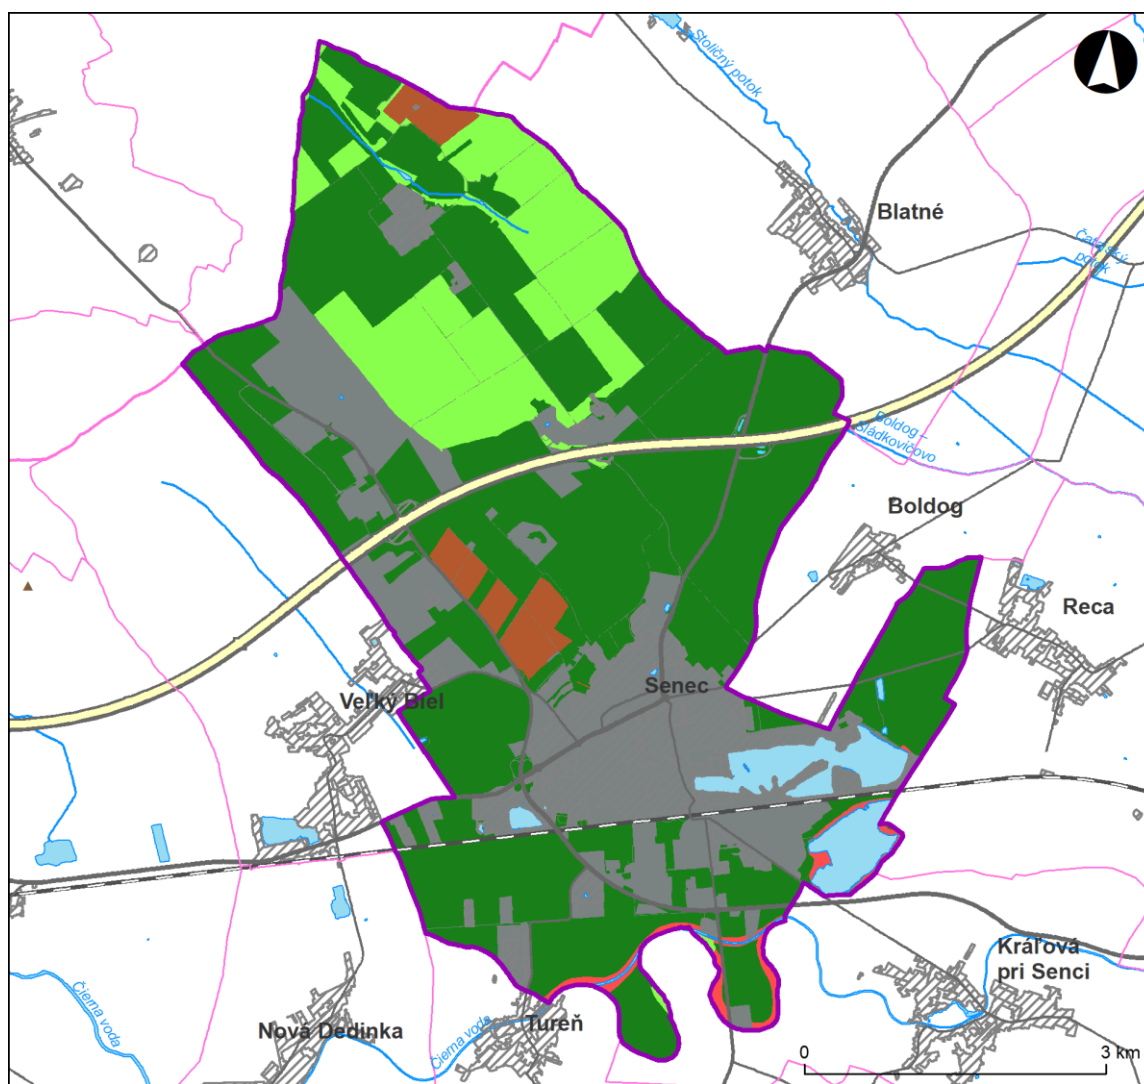 Stoličný potok
Blatné
Čatajský
potok
Boldog –
Sládkovičovo
Boldog
Reca
Senec
Veľký Biel
Kráľová
pri Senci
Čierna voda
Nová Dedinka
Tureň
Čierna voda
0
3 km